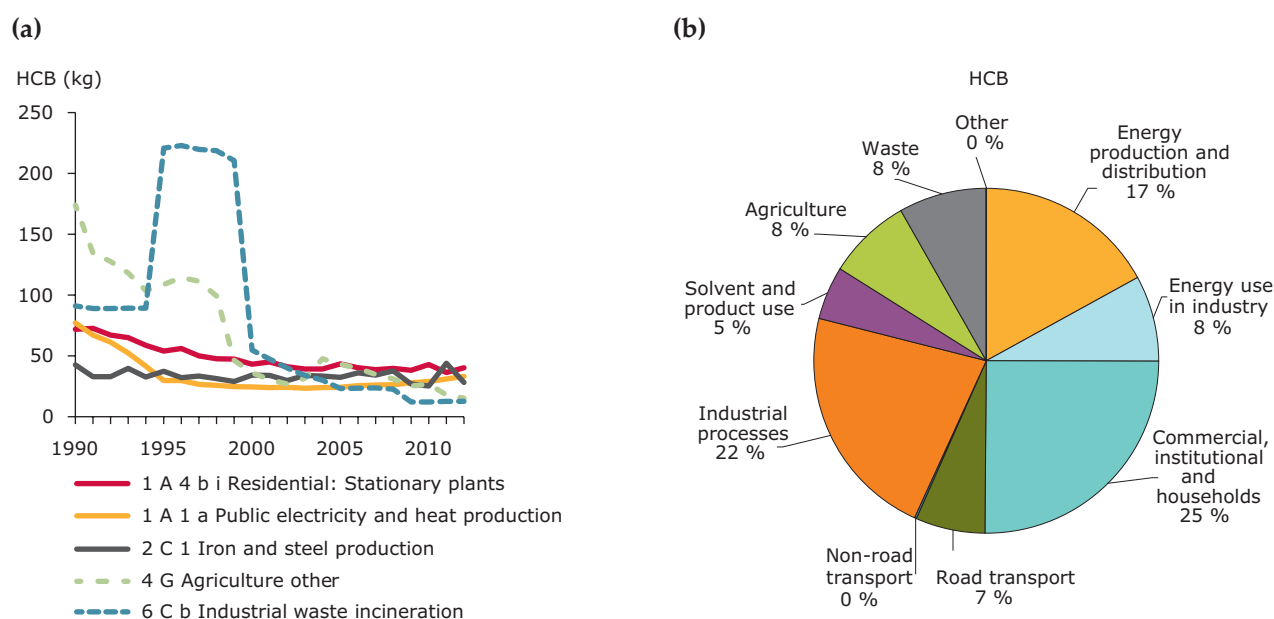 (a)
HCB (kg)
250
200
150
100
50
0
1990
1995
2000
2005
2010
1 A 4 b i Residential: Stationary plants
1 A 1 a Public electricity and heat production
2 C 1 Iron and steel production
4 G Agriculture other
6 C b Industrial waste incineration
(b)
HCB
Other
0 %
Energy
production and
distribution
17 %
Energy use
in industry
8 %
Commercial,
institutional
and
households
25 %
Road transport
7 %
Non-road
transport
0 %
Industrial
processes
22 %
Solvent and
product use
5 %
Agriculture
8 %
Waste
8 %